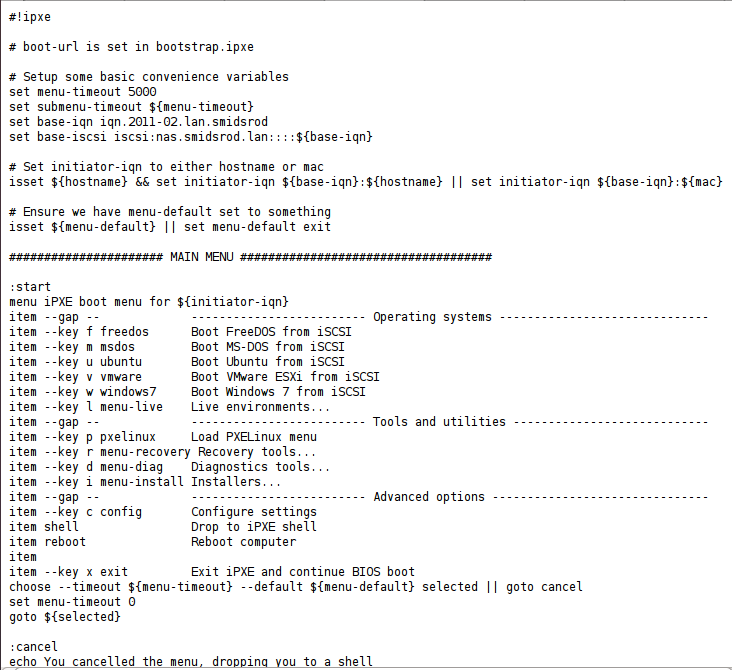 #!ipxe

# boot-url is set in bootstrap.ipxe

# Setup some basic convenience variables
set menu-timeout 5000
set submenu-timeout ${menu-timeout}
set base-iqn iqn.2011-02.lan.smidsrod
set base-iscsi iscsi:nas.smidsrod.lan::::${base-iqn}

# Set initiator-iqn to either hostname or mac
isset ${hostname} && set initiator-iqn ${base-iqn}:${hostname} || set initiator-iqn ${base-iqn}:${mac}

# Ensure we have menu-default set to something
isset ${menu-default} || set menu-default exit

###################### MAIN MENU ####################################

:start
menu iPXE boot menu for ${initiator-iqn}
item --gap --             ------------------------- Operating systems ------------------------------
item --key f freedos      Boot FreeDOS from iSCSI
item --key m msdos        Boot MS-DOS from iSCSI
item --key u ubuntu       Boot Ubuntu from iSCSI
item --key v vmware       Boot VMware ESXi from iSCSI
item --key w windows7     Boot Windows 7 from iSCSI
item --key l menu-live    Live environments...
item --gap --             ------------------------- Tools and utilities ----------------------------
item --key p pxelinux     Load PXELinux menu
item --key r menu-recovery Recovery tools...
item --key d menu-diag    Diagnostics tools...
item --key i menu-install Installers...
item --gap --             ------------------------- Advanced options -------------------------------
item --key c config       Configure settings
item shell                Drop to iPXE shell
item reboot               Reboot computer
item
item --key x exit         Exit iPXE and continue BIOS boot
choose --timeout ${menu-timeout} --default ${menu-default} selected || goto cancel
set menu-timeout 0
goto ${selected}

:cancel
echo You cancelled the menu, dropping you to a shell